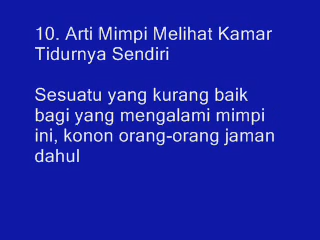 10. Arti Mimpi Melihat Kamar
Tidurnya Sendiri
Sesuatu yang kurang baik
bagi yang mengalami mimpi
ini, konon orang-orang jaman
dahul